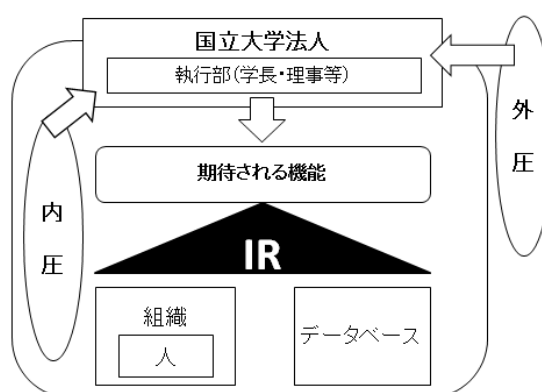 国立大学法人
執行部(学長・理事等)
外圧
期待される機能
内圧
IR
組織
人
データベース